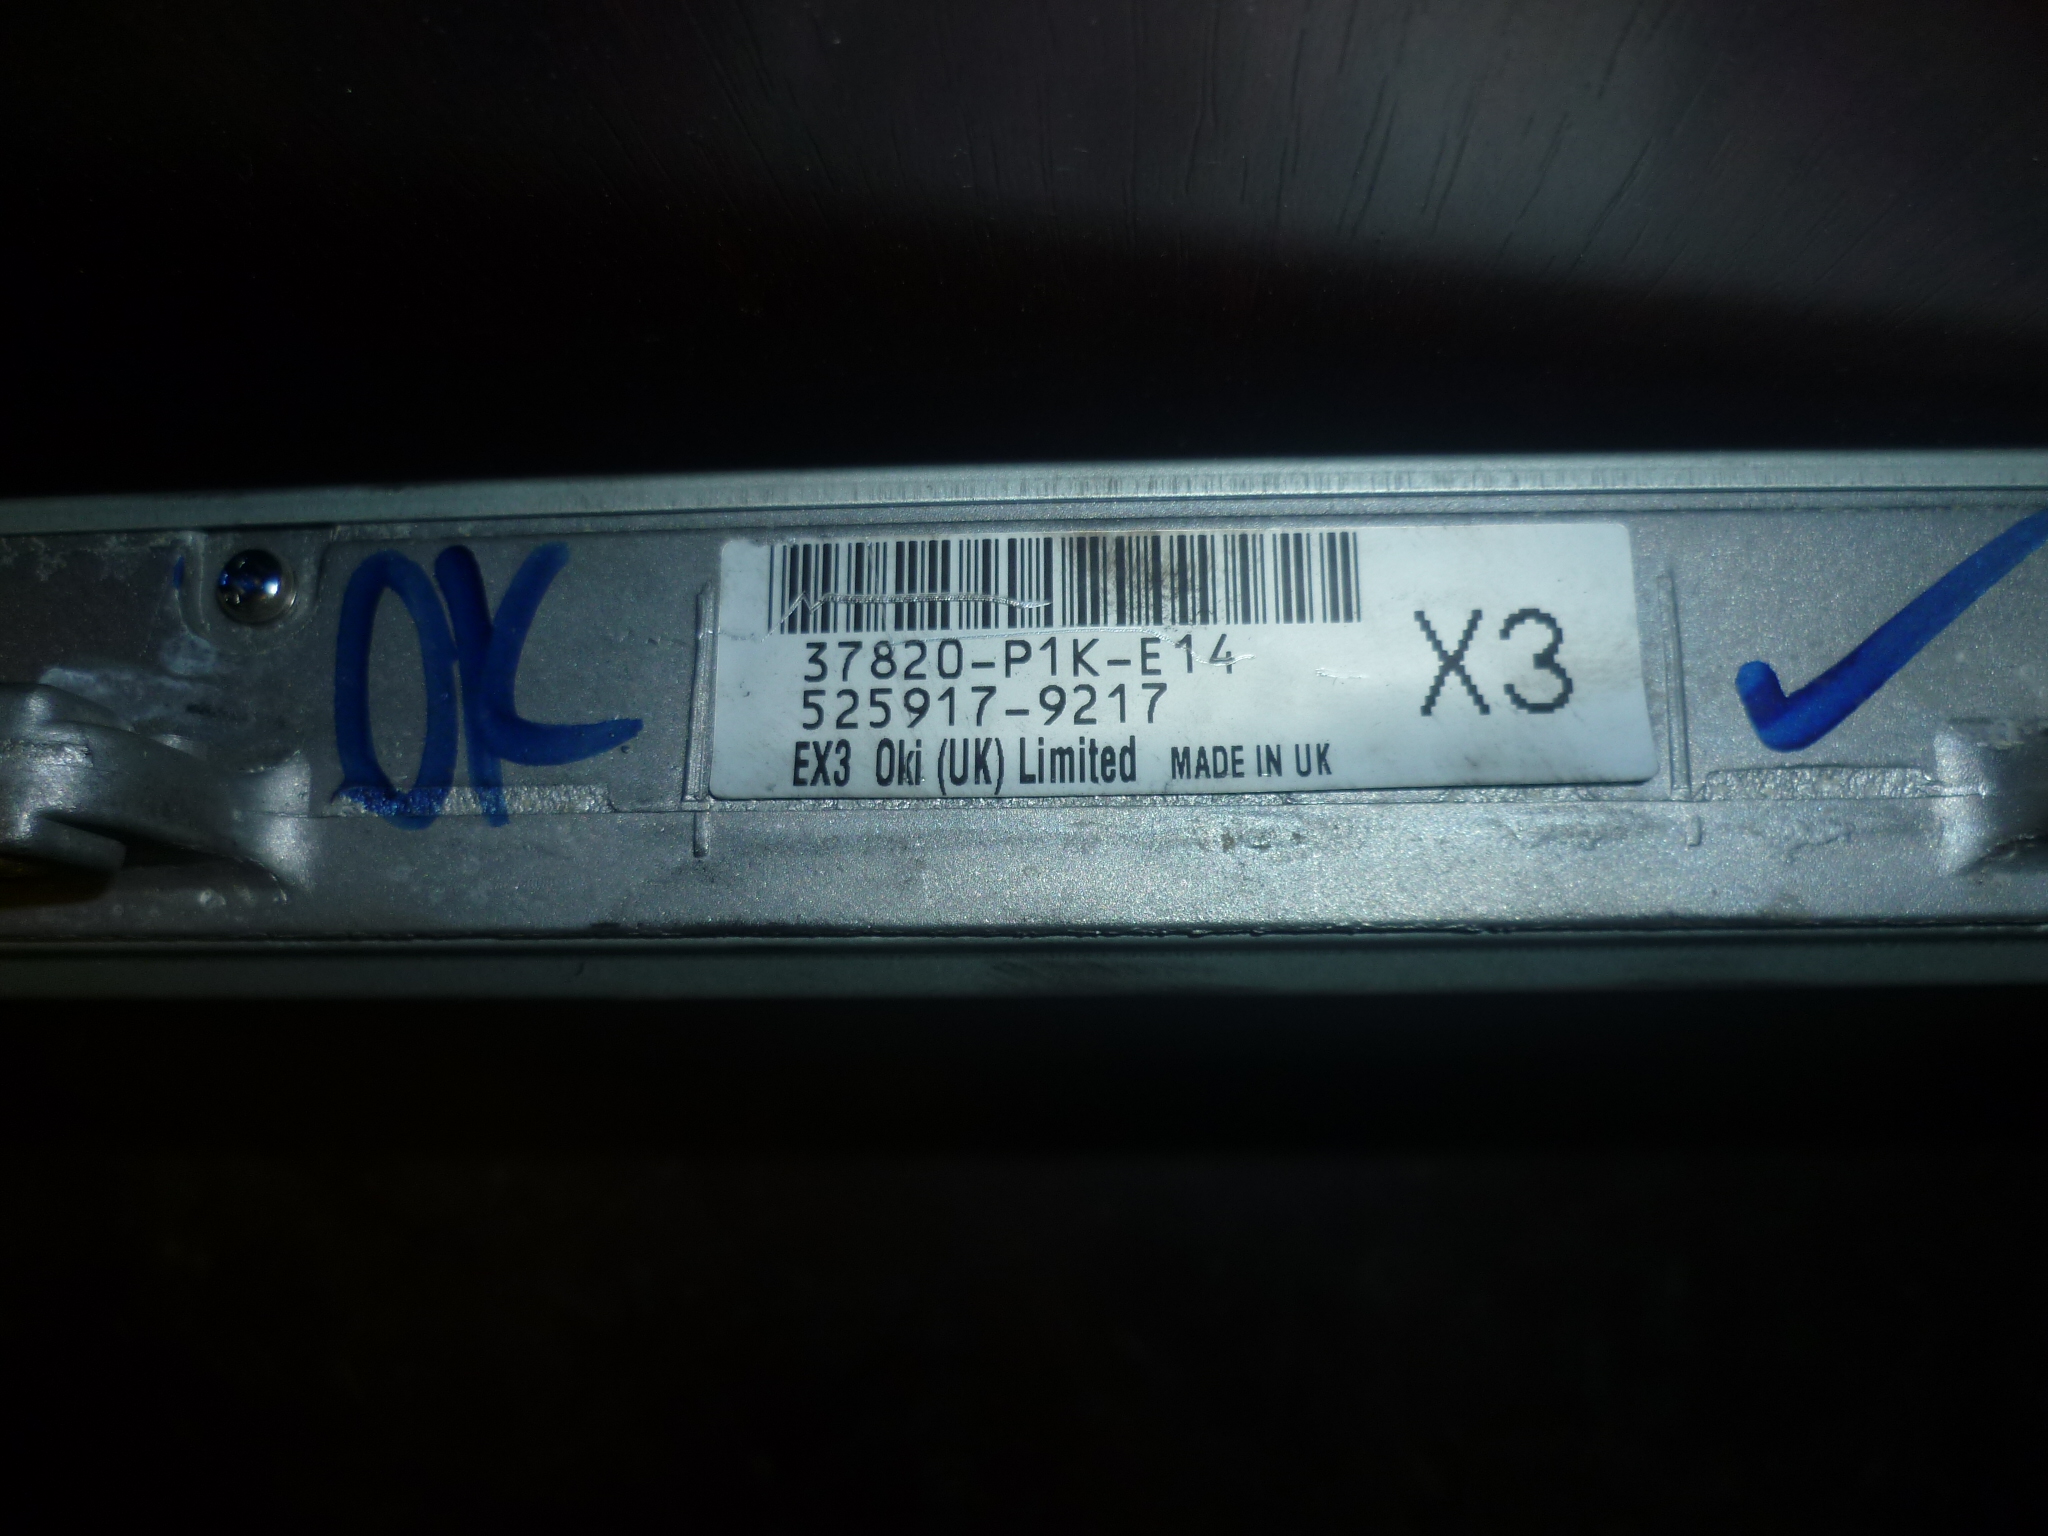 OK
37820-P1K-E14
525917-9217
EX3 Oki (UK) Limited MADE IN UK
X3